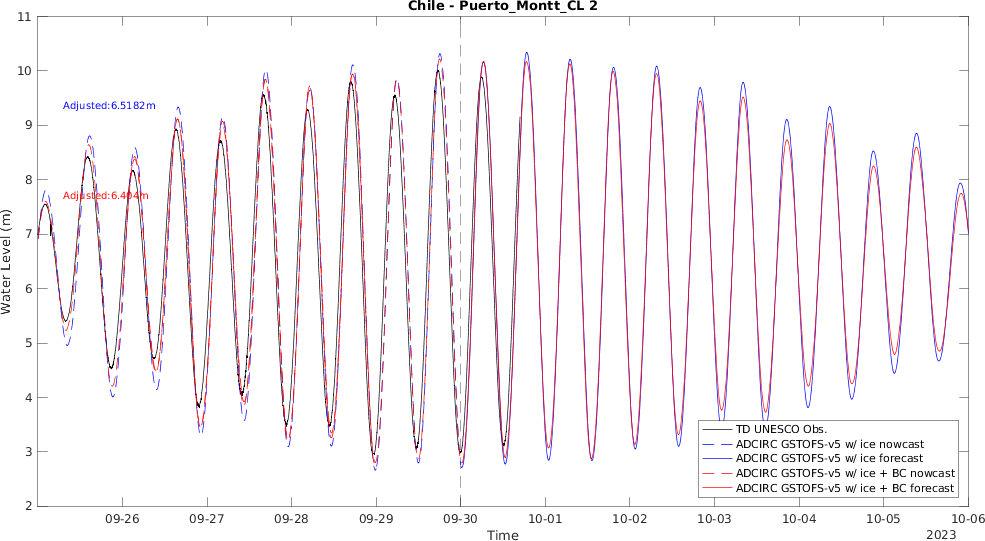 Chile - Puerto_Montt_CL 2
11
10
9
8
7
6
5
4
3
2
Water Level (m)
Adjusted:6.5182m
Adjusted:6.404m
TD UNESCO Obs.
ADCIRC GSTOFS-v5 w/ ice nowcast
ADCIRC GSTOFS-v5 w/ ice forecast
ADCIRC GSTOFS-v5 w/ ice + BC nowcast
ADCIRC GSTOFS-v5 w/ ice + BC forecast
09-26 09-27 09-28 09-29 09-30 10-01 10-02 10-03 10-04 10-05 10-06
Time
2023